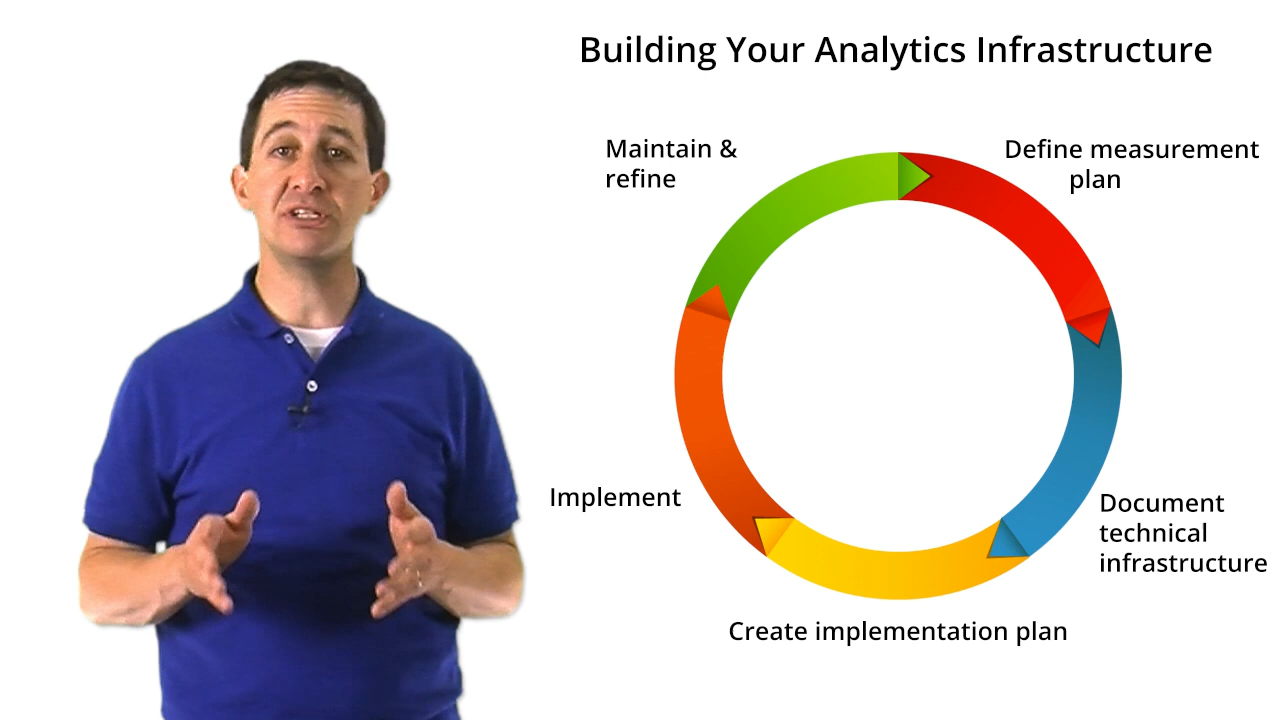 Building Your Analytics Infrastructure
Maintain &
refine
Define measurement
plan
Implement
Document
technical
infrastructure
Create implementation plan